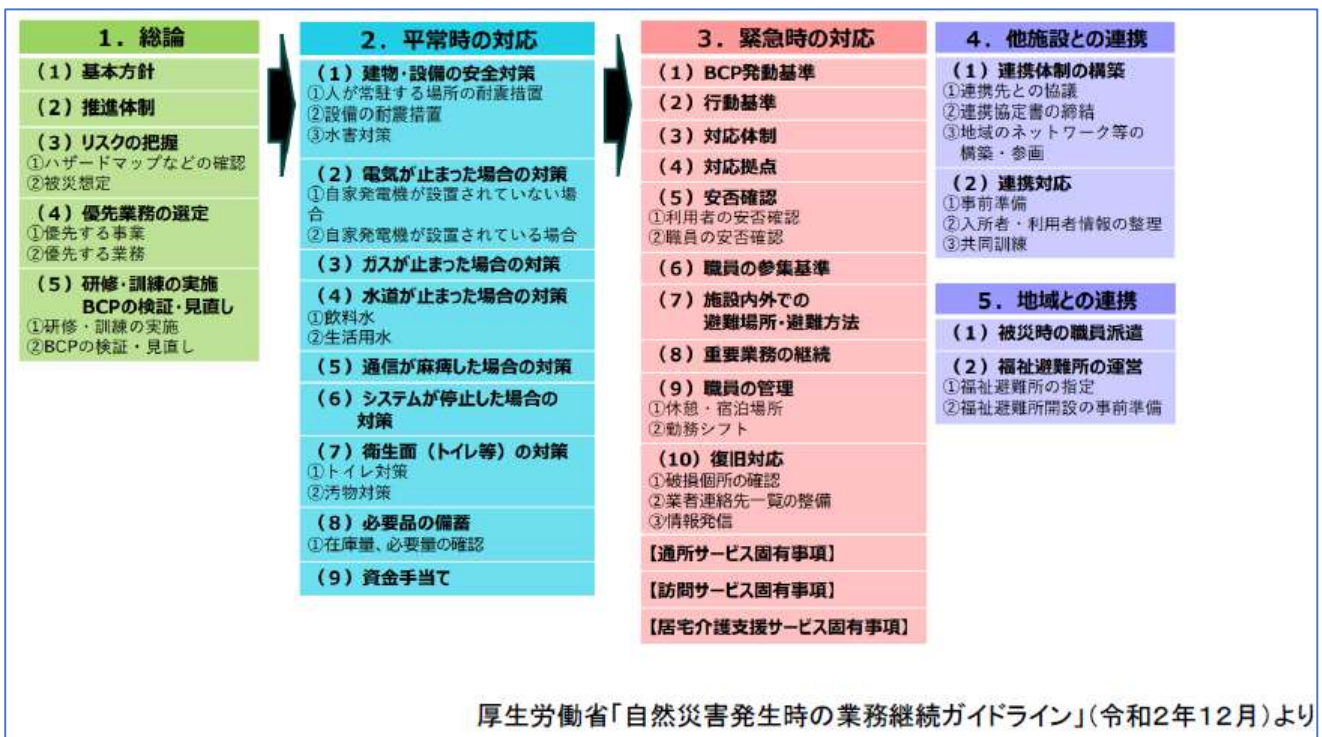 1．総論
（1）基本方針
（2）推進体制
（3）リスクの把握
①ハザードマップなどの確認
②被災想定
（4）優先業務の選定
①優先する事業
②優先する業務
（5）研修・訓練の実施
BCPの検証・見直し
①研修・訓練の実施
②BCPの検証・見直し
2．平常時の対応
（1）建物・設備の安全対策
①人が常駐する場所の耐震措置
②設備の耐震措置
③水害対策
（2）電気が止まった場合の対策
①自家発電機が設置されていない場
合
②自家発電機が設置されている場合
（3）ガスが止まった場合の対策
（4）水道が止まった場合の対策
①飲料水
②生活用水
（5）通信が麻痺した場合の対策
（6）システムが停止した場合の
対策
（7）衛生面（トイレ等）の対策
①トイレ対策
②汚物対策
（8）必要品の備蓄
①在庫量、必要量の確認
（9）資金手当て
3．緊急時の対応
（1）BCP発動基準
（2）行動基準
（3）対応体制
（4）対応拠点
（5）安否確認
①利用者の安否確認
②職員の安否確認
（6）職員の参集基準
（7）施設内外での
避難場所・避難方法
（8）重要業務の継続
（9）職員の管理
①休憩・宿泊場所
②勤務シフト
（10）復旧対応
①破損個所の確認
②業者連絡先一覧の整備
③情報発信
【通所サービス固有事項】
【訪問サービス固有事項】
【居宅介護支援サービス固有事項】
4．他施設との連携
（1）連携体制の構築
①連携先との協議
②連携協定書の締結
③地域のネットワーク等の
構築・参画
（2）連携対応
①事前準備
②入所者・利用者情報の整理
③共同訓練
5．地域との連携
（1）被災時の職員派遣
（2）福祉避難所の運営
①福祉避難所の指定
②福祉避難所開設の事前準備
厚生労働省「自然災害発生時の業務継続ガイドライン」（令和2年12月）より